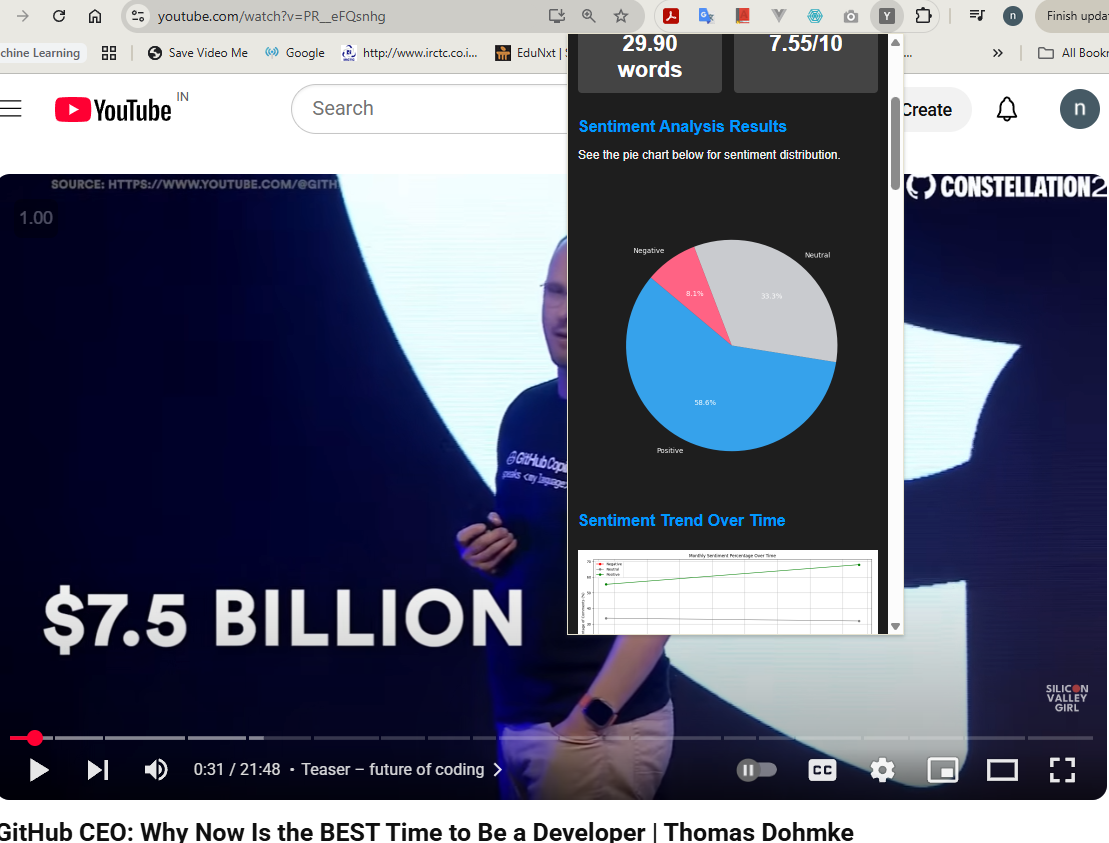 youtube.com/watch?v=PR__eFQsnhg
Y
n
Finish upda
chine Learning
Save Video Me
Google
http://www.irctc.co.i...
EduNxt |
»
All Bookr
YouTube IN
Search
Create
n
29.90
words
7.55/10
Sentiment Analysis Results
See the pie chart below for sentiment distribution.
Negative
Neutral
8.1%
33.3%
58.6%
Positive
Sentiment Trend Over Time
Monthly Sentiment Percentage Over Time
Negative
Neutral
Positive
SOURCE: HTTPS://WWW.YOUTUBE.COM/@GITH
CONSTELLATION2
1.00
GitHub Copi
speaks <my language>
$7.5 BILLION
SILICON
VALLEY
GIRL
0:31 / 21:48 • Teaser – future of coding
CC
GitHub CEO: Why Now Is the BEST Time to Be a Developer | Thomas Dohmke